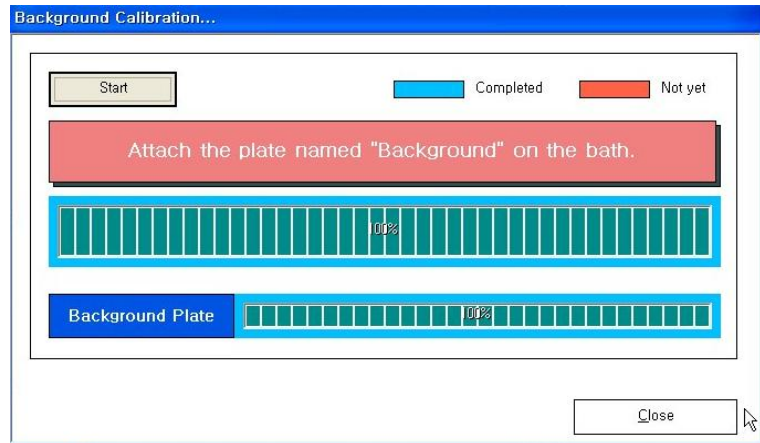 Background Calibration...
Start
Completed
Not yet
Attach the plate named "Background" on the bath.
100%
Background Plate
100%
Close